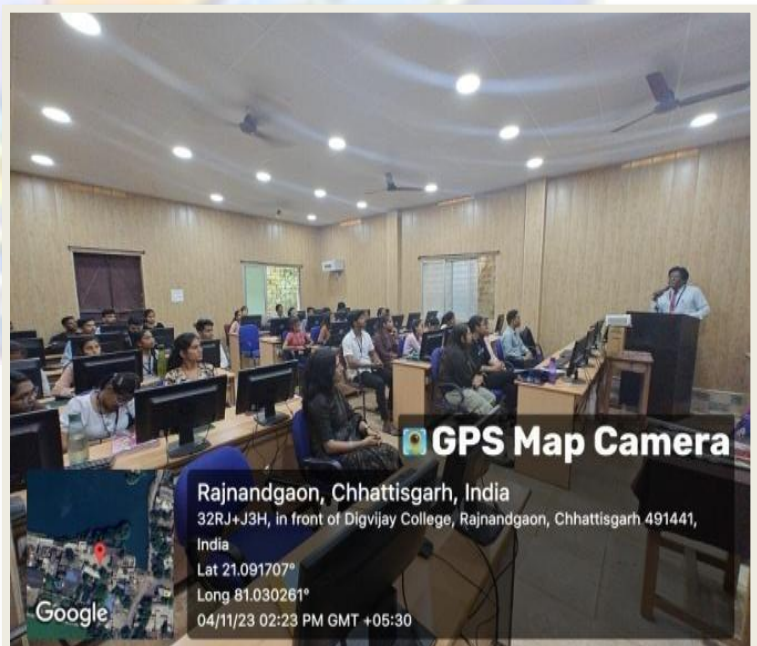 GPS Map Camera
Rajnandgaon, Chhattisgarh, India
32RJ+J3H, in front of Digvijay College, Rajnandgaon, Chhattisgarh 491441,
India
Lat 21.091707°
Long 81.030261°
04/11/23 02:23 PM GMT +05:30
Google